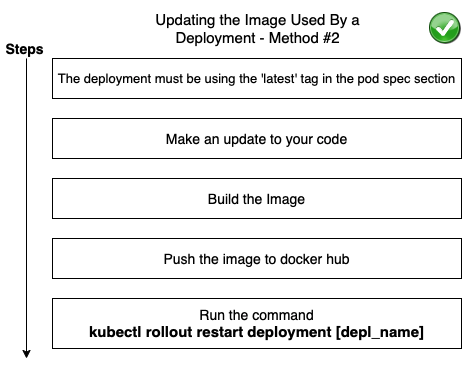 Updating the Image Used By a
Deployment - Method #2
Steps
The deployment must be using the 'latest' tag in the pod spec section
Make an update to your code
Build the Image
Push the image to docker hub
Run the command
kubectl rollout restart deployment [depl_name]